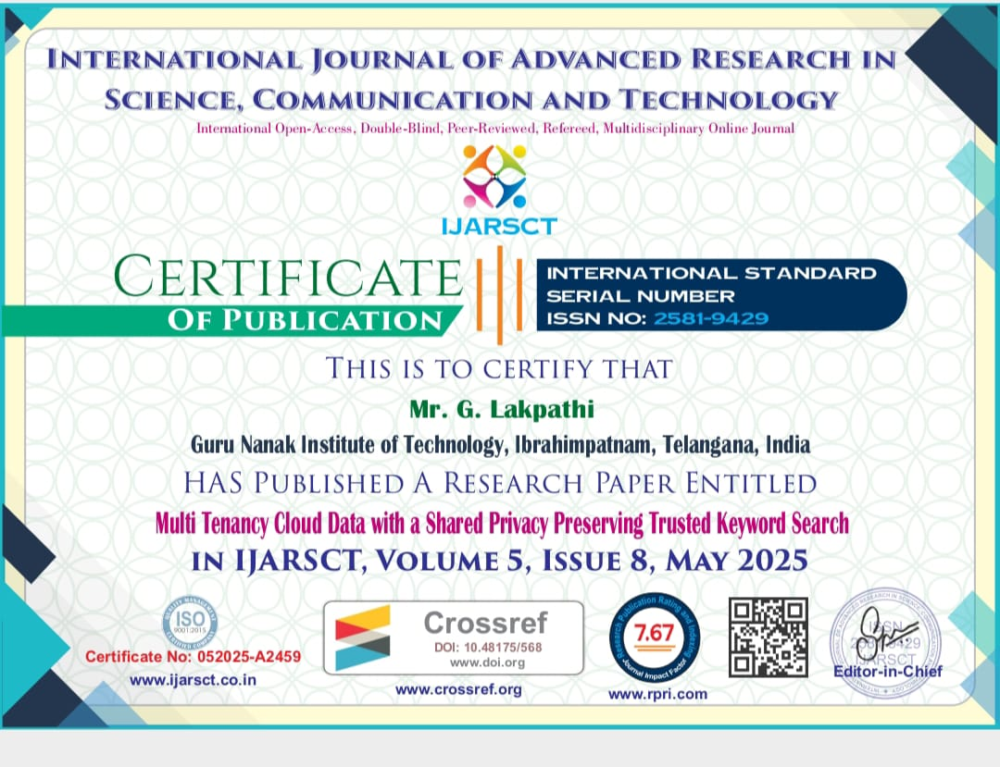 INTERNATIONAL JOURNAL OF ADVANCED RESEARCH IN
SCIENCE, COMMUNICATION AND TECHNOLOGY
International Open-Access, Double-Blind, Peer-Reviewed, Refereed, Multidisciplinary Online Journal
IJARSCT
CERTIFICATE
OF PUBLICATION
INTERNATIONAL STANDARD
SERIAL NUMBER
ISSN NO: 2581-9429
THIS IS TO CERTIFY THAT
Mr. G. Lakpathi
Guru Nanak Institute of Technology, Ibrahimpatnam, Telangana, India
HAS PUBLISHED A RESEARCH PAPER ENTITLED
Multi Tenancy Cloud Data with a Shared Privacy Preserving Trusted Keyword Search
IN IJARSCT, VOLUME 5, ISSUE 8, MAY 2025
QUALITY MANAGEMENT
ISO
9001:2015
CERTIFIED COMPANY
Certificate No: 052025-A2459
www.ijarsct.co.in
Crossref
DOI: 10.48175/568
www.doi.org
www.crossref.org
Research Publication Rating and Indexing
7.67
Journal Impact Factor
www.rpri.com
ISSN
IJARSCT
Editor-in-Chief